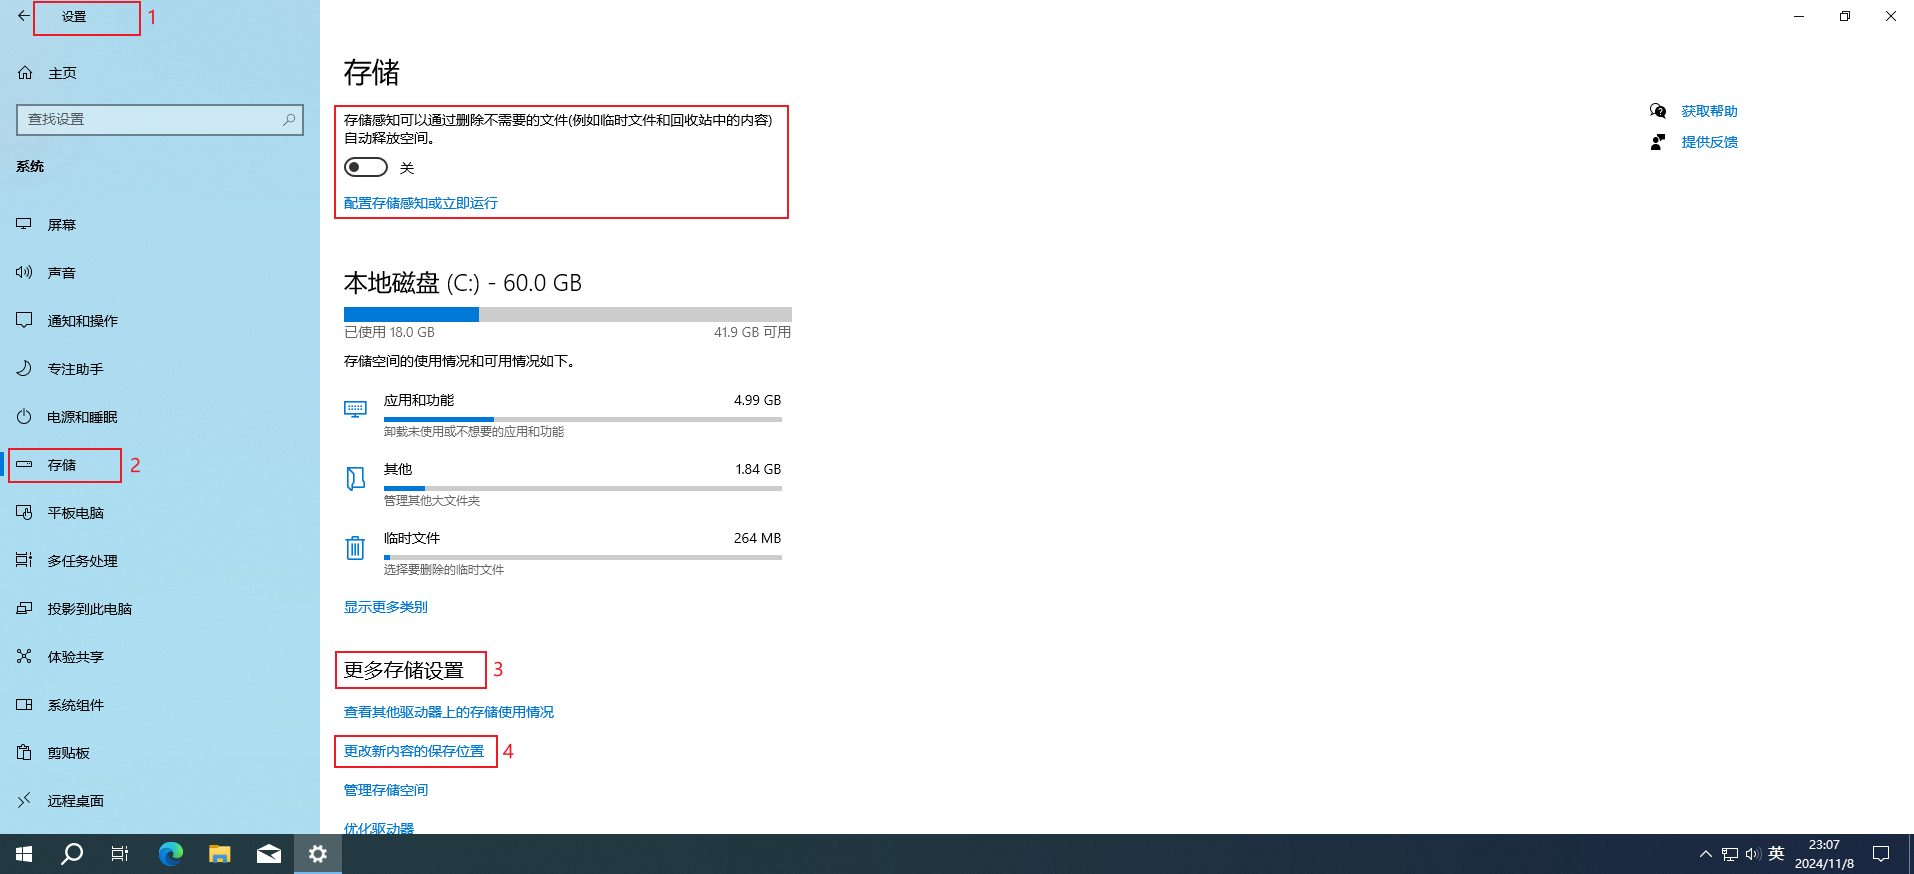 设置
1
主页
查找设置
系统
屏幕
声音
通知和操作
专注助手
电源和睡眠
存储
2
平板电脑
多任务处理
投影到此电脑
体验共享
系统组件
剪贴板
远程桌面
存储
存储感知可以通过删除不需要的文件(例如临时文件和回收站中的内容)
自动释放空间。
关
配置存储感知或立即运行
本地磁盘 (C:) - 60.0 GB
已使用 18.0 GB 41.9 GB 可用
存储空间的使用情况和可用情况如下。
应用和功能 4.99 GB
卸载未使用或不想要的应用和功能
其他 1.84 GB
管理其他大文件夹
临时文件 264 MB
选择要删除的临时文件
显示更多类别
更多存储设置 3
查看其他驱动器上的存储使用情况
更改新内容的保存位置 4
管理存储空间
优化驱动器
获取帮助
提供反馈
英
23:07
2024/11/8